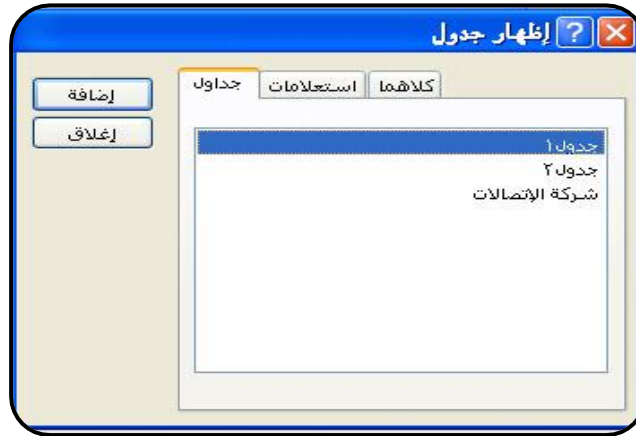 إظهار جدول
جداول استعلامات كلاهما
إضافة
إغلاق
جدول١
جدول٢
شركة الإتصالات